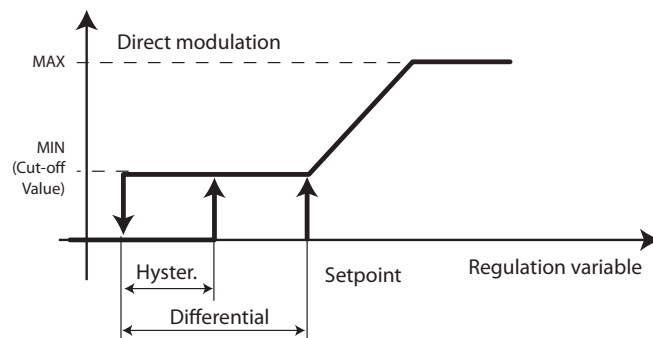 Direct modulation
MAX
MIN
(Cut-off
Value)
Hyster.
Setpoint
Regulation variable
Differential